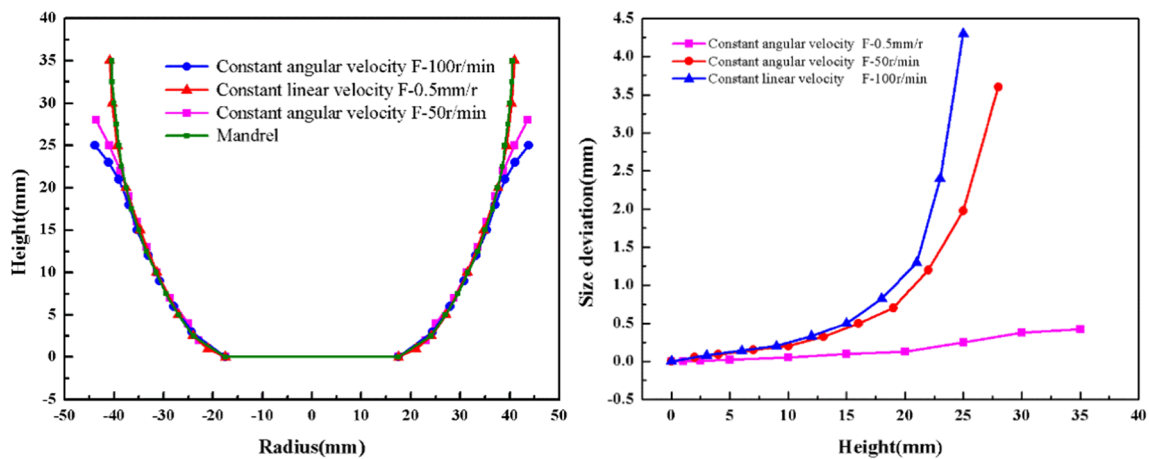 40
35
30
25
20
15
10
5
0
-5
Height(mm)
Constant angular velocity F-100r/min
Constant linear velocity F-0.5mm/r
Constant angular velocity F-50r/min
Mandrel
-50 -40 -30 -20 -10 0 10 20 30 40 50
Radius(mm)
4.5
4.0
3.5
3.0
2.5
2.0
1.5
1.0
0.5
0.0
-0.5
Size deviation(mm)
Constant angular velocity F-0.5mm/r
Constant angular velocity F-50r/min
Constant linear velocity F-100r/min
0 5 10 15 20 25 30 35 40
Height(mm)